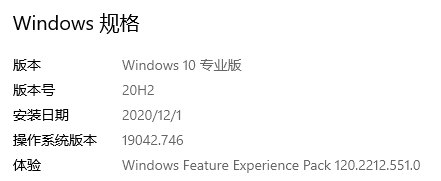 Windows 规格
版本 Windows 10 专业版
版本号 20H2
安装日期 2020/12/1
操作系统版本 19042.746
体验 Windows Feature Experience Pack 120.2212.551.0